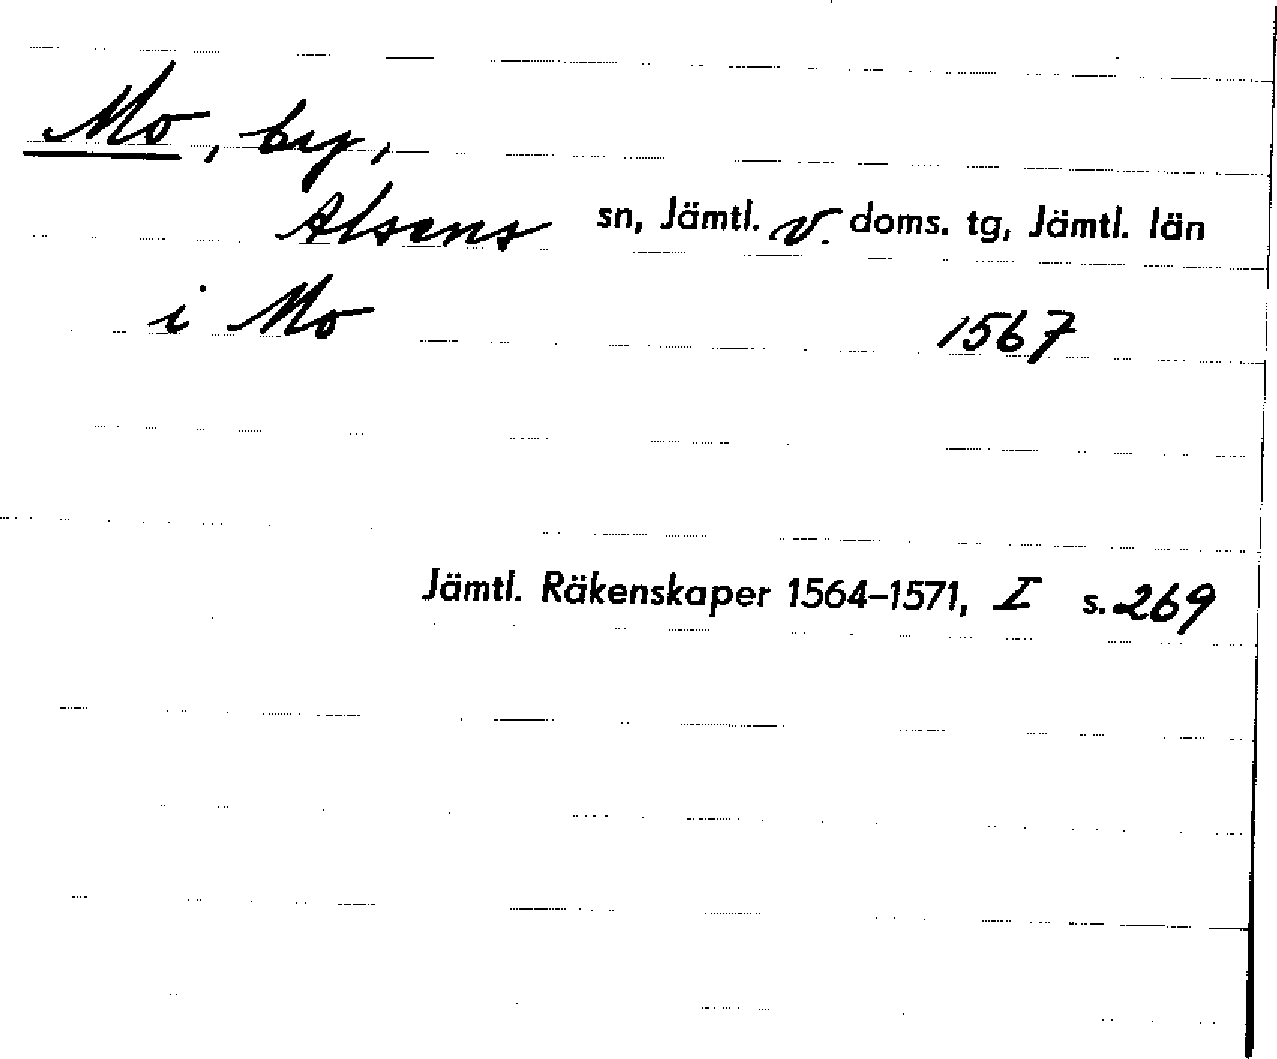 Mo, by,
Alsens sn, Jämtl. v. doms. tg, Jämtl. län
i Mo 1567
Jämtl. Räkenskaper 1564–1571, I s. 269